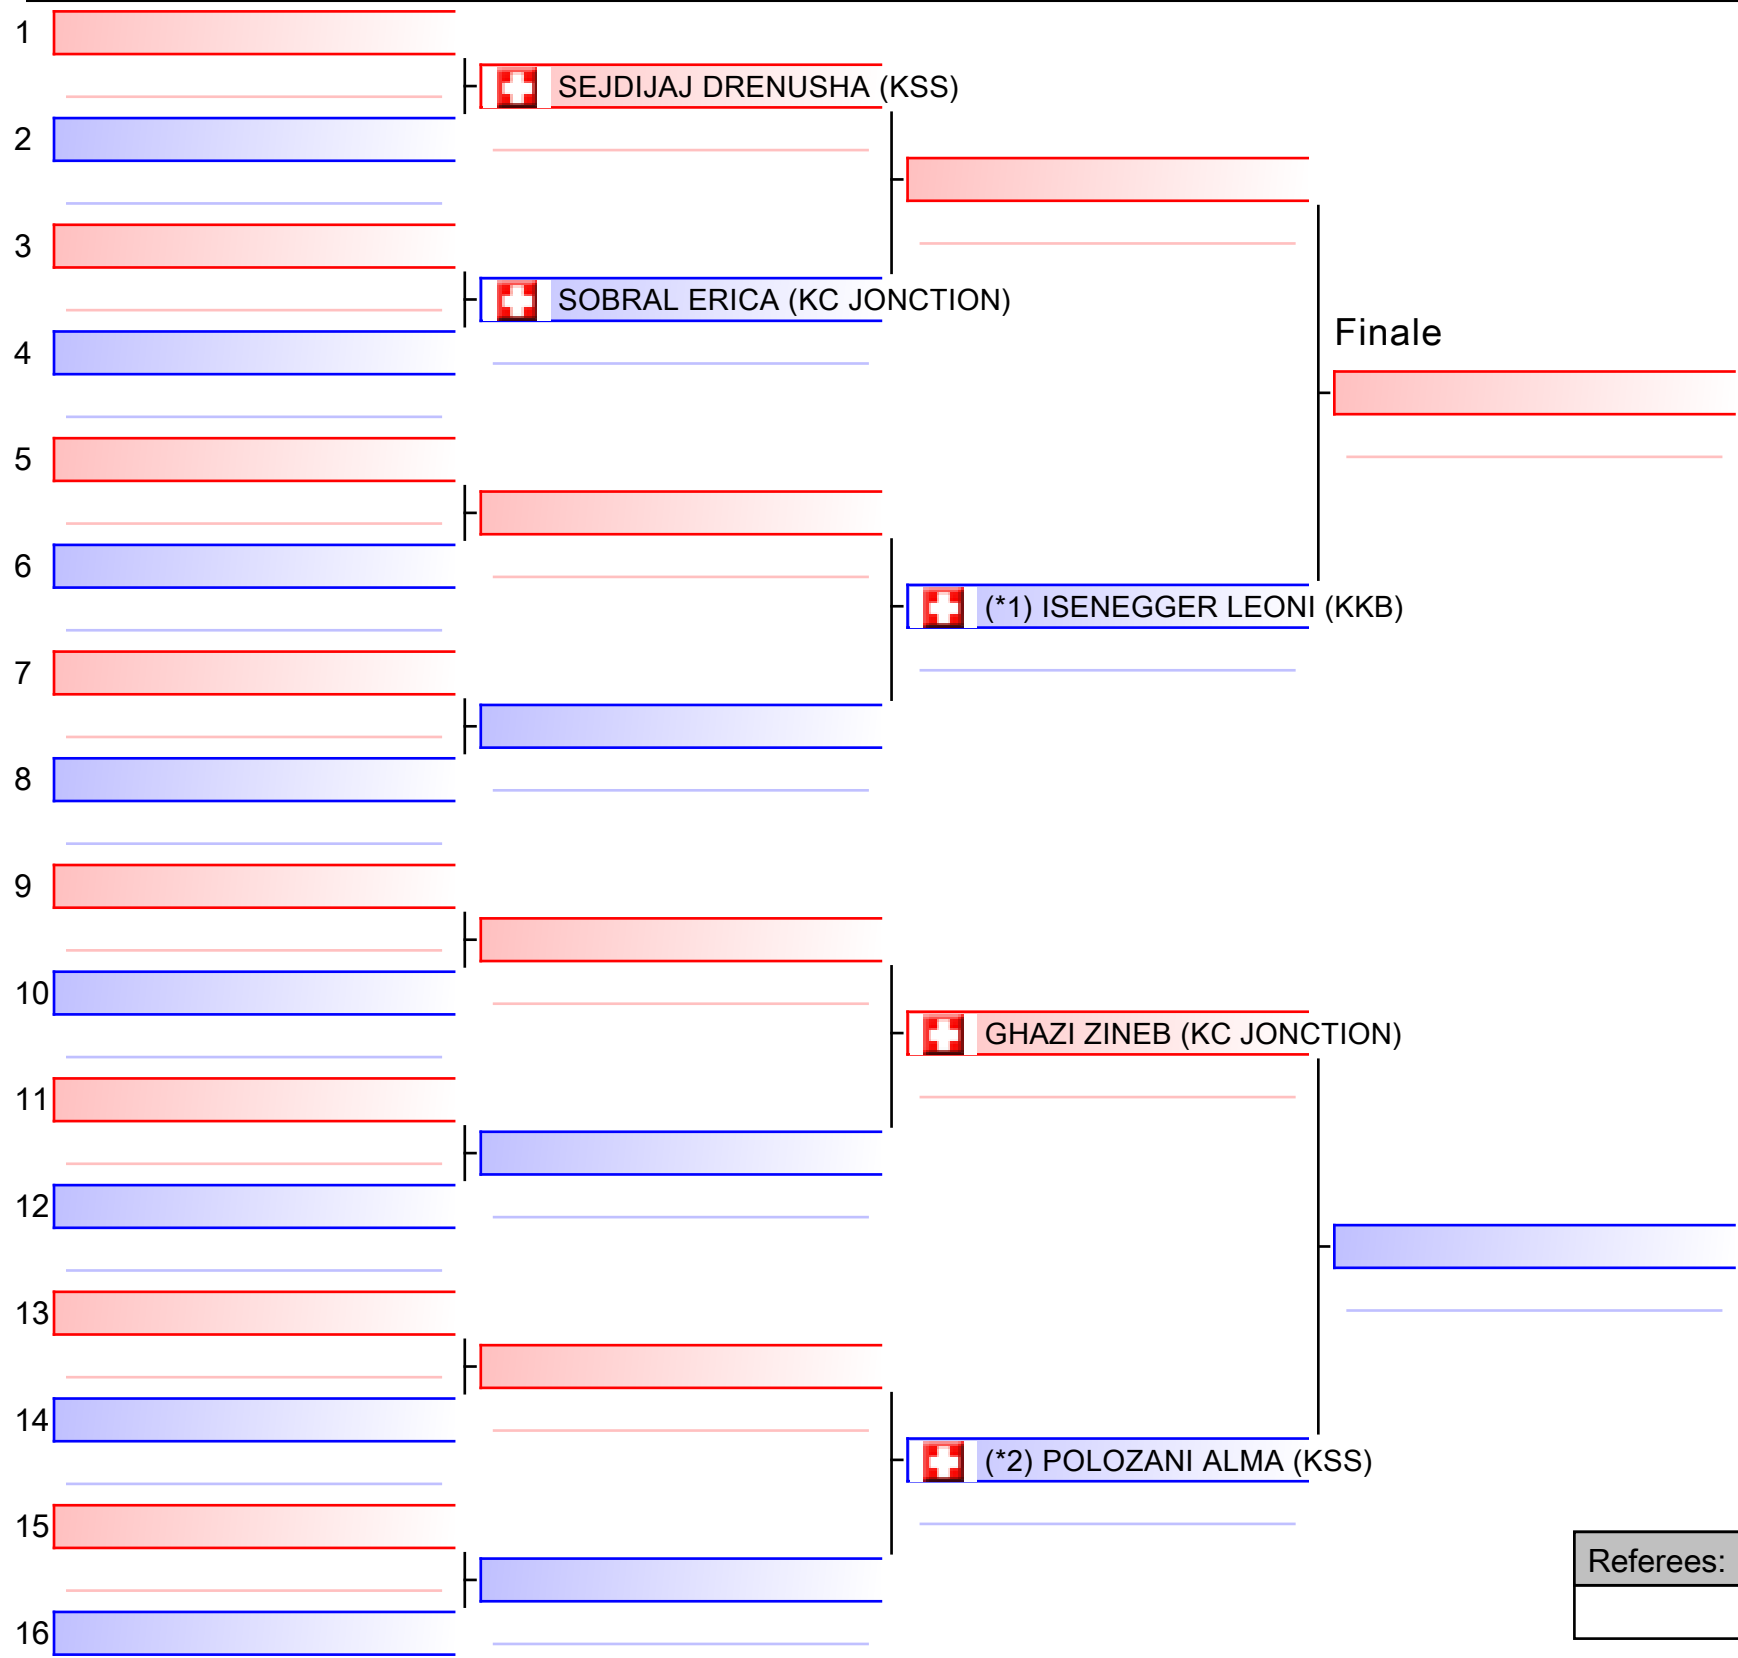 1
SEJDIJAJ DRENUSHA (KSS)
2
3
SOBRAL ERICA (KC JONCTION)
Finale
4
5
6
(*1) ISENEGGER LEONI (KKB)
7
8
9
10
GHAZI ZINEB (KC JONCTION)
11
12
13
14
(*2) POLOZANI ALMA (KSS)
15
Referees:
16